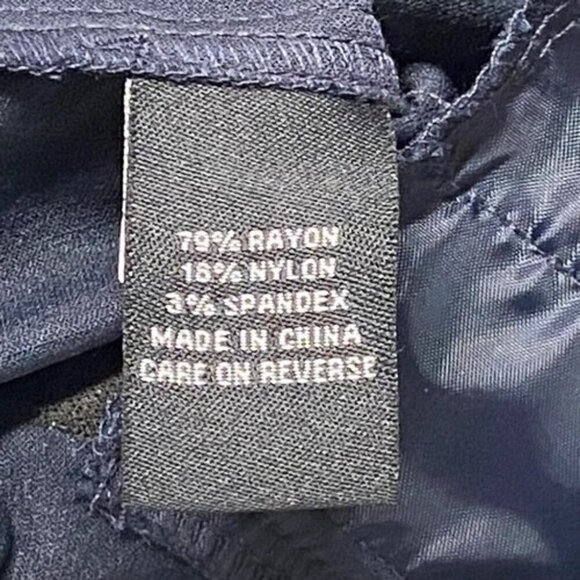 79% RAYON
18% NYLON
3% SPANDEX
MADE IN CHINA
CARE ON REVERSE